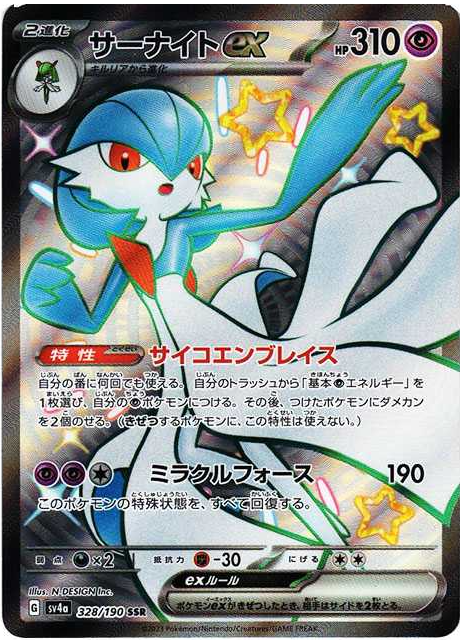 2進化 サーナイトex HP310
キルリアから進化
特性 とくせい サイコエンブレイス
自分の番に何回でも使える。自分のトラッシュから「基本エネルギー」を
1枚選び、自分のポケモンにつける。その後、つけたポケモンにダメカン
を2個のせる。（きぜつするポケモンに、この特性は使えない。）
ミラクルフォース 190
このポケモンの特殊状態を、すべて回復する。
弱点 ×2 抵抗力 -30 にげる
exルール
ポケモンexがきぜつしたとき、相手はサイドを2枚とる。
Illus. N DESIGN Inc.
G sv4a 328/190 SSR
©2023 Pokémon/Nintendo/Creatures/GAME FREAK.